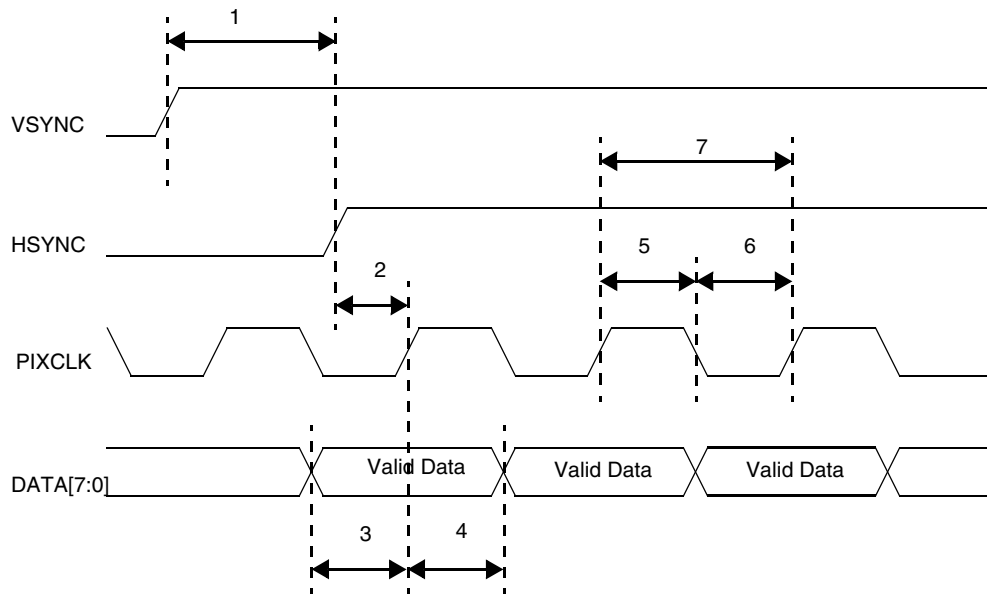 1
VSYNC
7
HSYNC
5
6
2
PIXCLK
DATA[7:0]
Valid Data
Valid Data
Valid Data
3
4